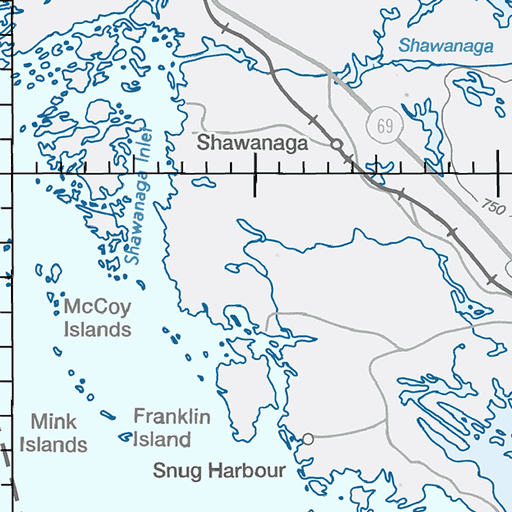 Shawanaga
69
Shawanaga
Shawanaga Inlet
750
McCoy
Islands
Mink
Islands
Franklin
Island
Snug Harbour